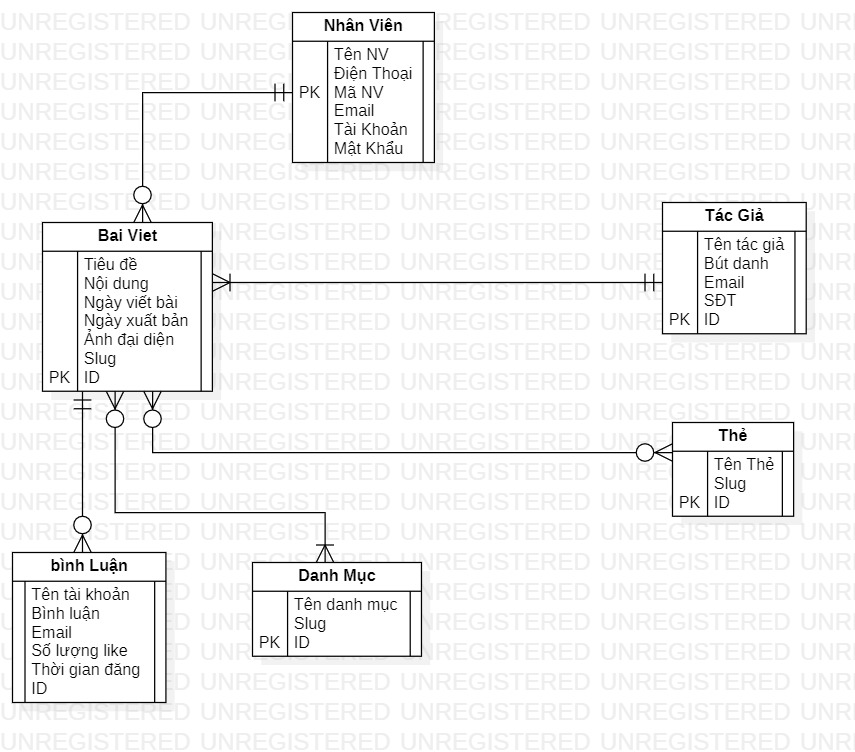 Nhân Viên
Tên NV
Điện Thoại
PK Mã NV
Email
Tài Khoản
Mật Khẩu
Tác Giả
Tên tác giả
Bút danh
Email
SĐT
PK ID
Bai Viet
Tiêu đề
Nội dung
Ngày viết bài
Ngày xuất bản
Ảnh đại diện
Slug
PK ID
Thẻ
Tên Thẻ
Slug
PK ID
bình Luận
Tên tài khoản
Bình luận
Email
Số lượng like
Thời gian đăng
ID
Danh Mục
Tên danh mục
Slug
PK ID
UNREGISTERED